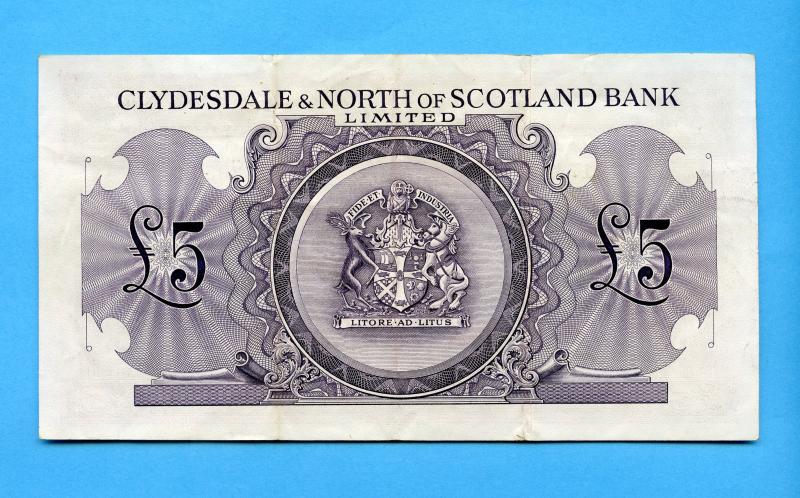 CLYDESDALE & NORTH OF SCOTLAND BANK
LIMITED
FIDE ET INDUSTRIA
£5
£5
LITORE · AD · LITUS